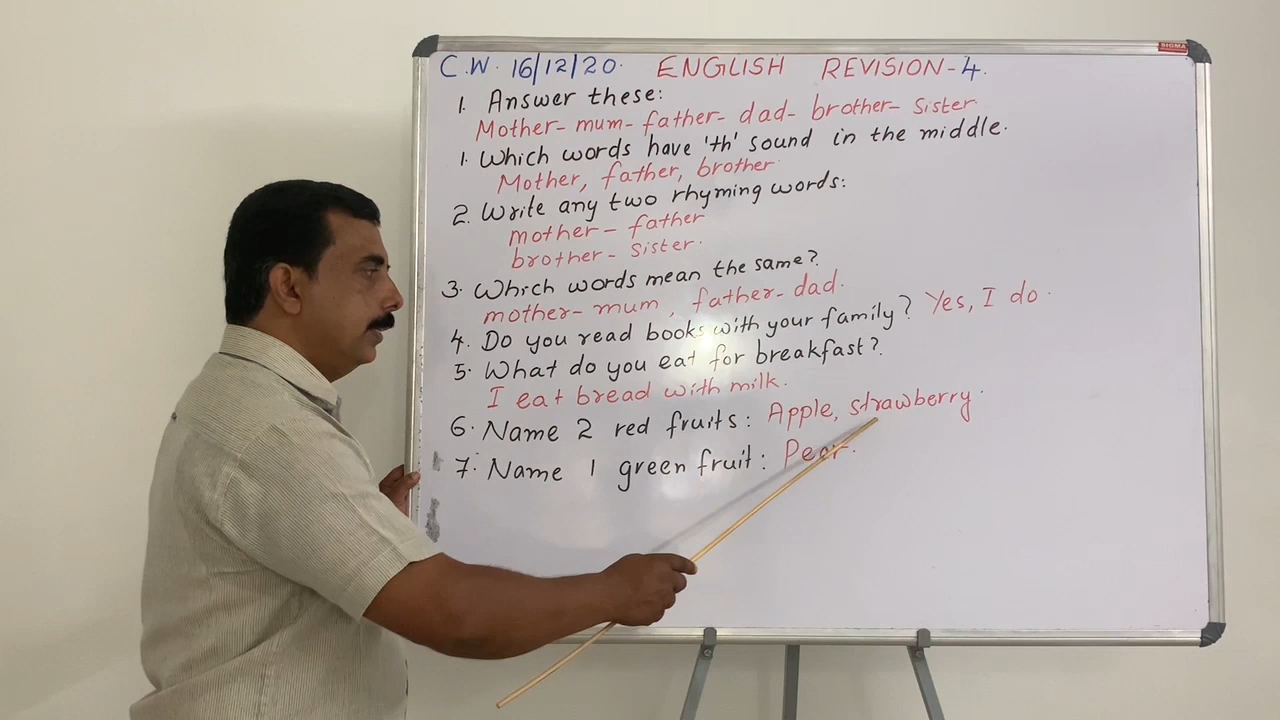 SIGMA
C.W. 16/12/20. ENGLISH REVISION-4.
1. Answer these:
Mother- mum- father- dad- brother- sister.
1. Which words have 'th' sound in the middle.
Mother, father, brother.
2. Write any two rhyming words:
mother - father
brother - sister.
3. Which words mean the same?
mother- mum, father- dad.
4. Do you read books with your family? Yes, I do.
5. What do you eat for breakfast?
I eat bread with milk.
6. Name 2 red fruits: Apple, strawberry.
7. Name 1 green fruit: Pear.